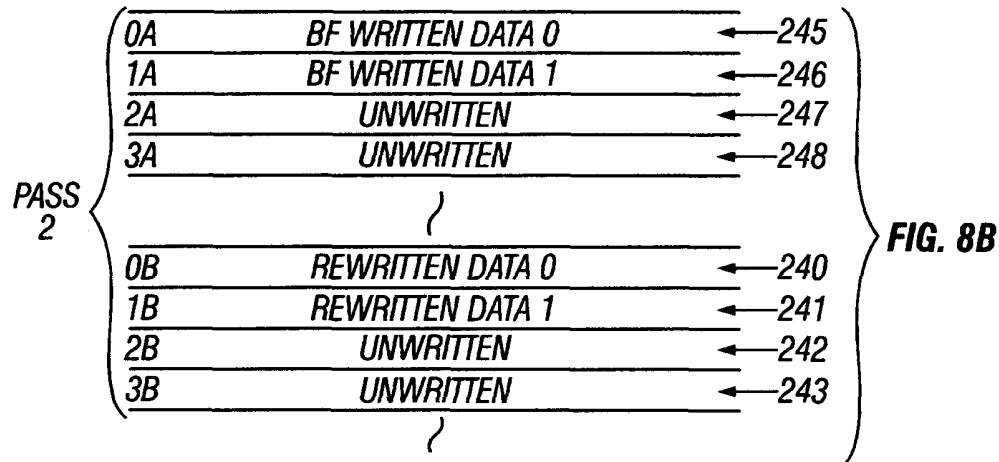 0A BF WRITTEN DATA 0 245
1A BF WRITTEN DATA 1 246
2A UNWRITTEN 247
3A UNWRITTEN 248
PASS
2
FIG. 8B
0B REWRITTEN DATA 0 240
1B REWRITTEN DATA 1 241
2B UNWRITTEN 242
3B UNWRITTEN 243